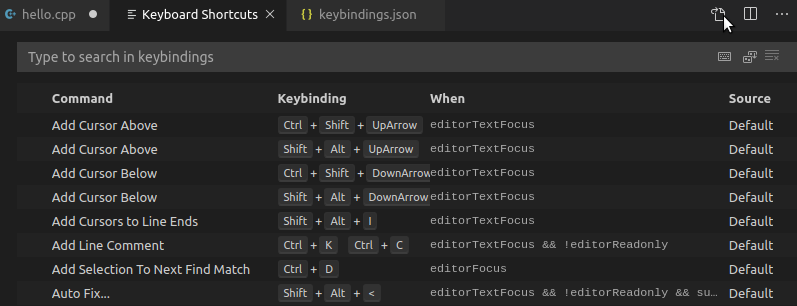 hello.cpp Keyboard Shortcuts keybindings.json
Type to search in keybindings
Command Keybinding When Source
Add Cursor Above Ctrl + Shift + UpArrow editorTextFocus Default
Add Cursor Above Shift + Alt + UpArrow editorTextFocus Default
Add Cursor Below Ctrl + Shift + DownArrow editorTextFocus Default
Add Cursor Below Shift + Alt + DownArrow editorTextFocus Default
Add Cursors to Line Ends Shift + Alt + I editorTextFocus Default
Add Line Comment Ctrl + K Ctrl + C editorTextFocus && !editorReadonly Default
Add Selection To Next Find Match Ctrl + D editorFocus Default
Auto Fix... Shift + Alt + < editorTextFocus && !editorReadonly && su… Default